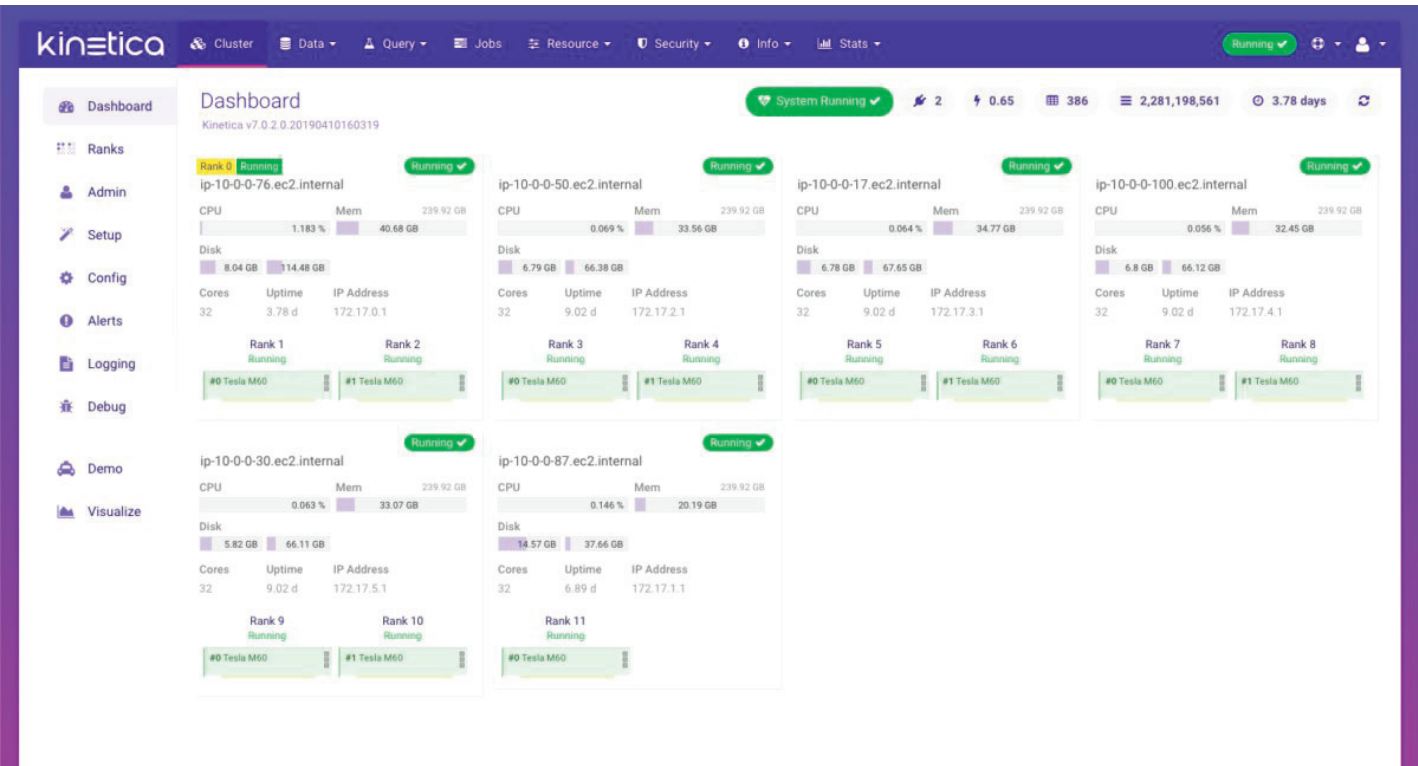 kinetica Cluster Data Query Jobs Resource Security Info Stats Running
Dashboard
Ranks
Admin
Setup
Config
Alerts
Logging
Debug
Demo
Visualize
Dashboard System Running 2 0.65 386 2,281,198,561 3.78 days
Kinetica v7.0.2.0.20190410160319
Rank 0 Running Running
ip-10-0-0-76.ec2.internal
CPU Mem 239.92 GB
1.183 % 40.68 GB
Disk
8.04 GB 114.48 GB
Cores Uptime IP Address
32 3.78 d 172.17.0.1
Rank 1 Rank 2
Running Running
#0 Tesla M60 #1 Tesla M60
Running
ip-10-0-0-50.ec2.internal
CPU Mem 239.92 GB
0.069 % 33.56 GB
Disk
6.79 GB 66.38 GB
Cores Uptime IP Address
32 9.02 d 172.17.2.1
Rank 3 Rank 4
Running Running
#0 Tesla M60 #1 Tesla M60
Running
ip-10-0-0-17.ec2.internal
CPU Mem 239.92 GB
0.064 % 34.77 GB
Disk
6.78 GB 67.65 GB
Cores Uptime IP Address
32 9.02 d 172.17.3.1
Rank 5 Rank 6
Running Running
#0 Tesla M60 #1 Tesla M60
Running
ip-10-0-0-100.ec2.internal
CPU Mem 239.92 GB
0.056 % 32.45 GB
Disk
6.8 GB 66.12 GB
Cores Uptime IP Address
32 9.02 d 172.17.4.1
Rank 7 Rank 8
Running Running
#0 Tesla M60 #1 Tesla M60
Running
ip-10-0-0-30.ec2.internal
CPU Mem 239.92 GB
0.063 % 33.07 GB
Disk
5.82 GB 66.11 GB
Cores Uptime IP Address
32 9.02 d 172.17.5.1
Rank 9 Rank 10
Running Running
#0 Tesla M60 #1 Tesla M60
Running
ip-10-0-0-87.ec2.internal
CPU Mem 239.92 GB
0.146 % 20.19 GB
Disk
14.57 GB 37.66 GB
Cores Uptime IP Address
32 6.89 d 172.17.1.1
Rank 11
Running
#0 Tesla M60